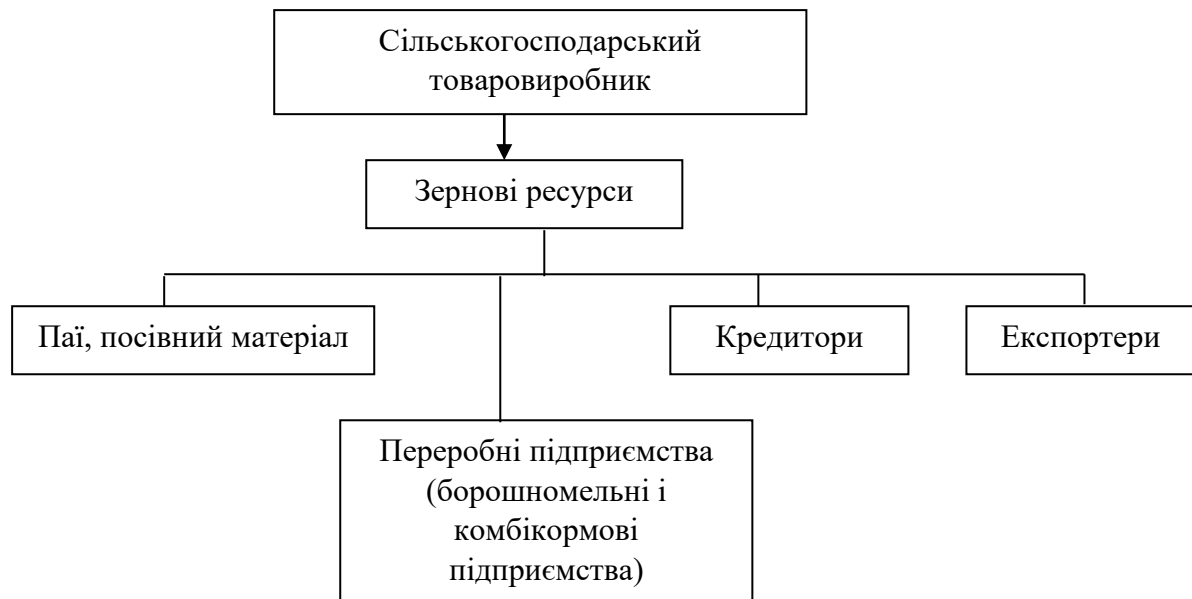 Сільськогосподарський
товаровиробник
Зернові ресурси
Паї, посівний матеріал
Кредитори
Експортери
Переробні підприємства
(борошномельні і
комбікормові
підприємства)